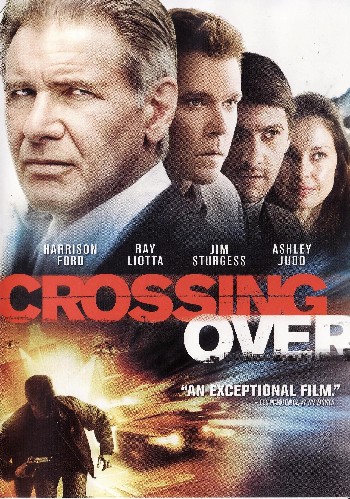 HARRISON FORD
RAY LIOTTA
JIM STURGESS
ASHLEY JUDD
CROSSING
OVER
"AN EXCEPTIONAL FILM."